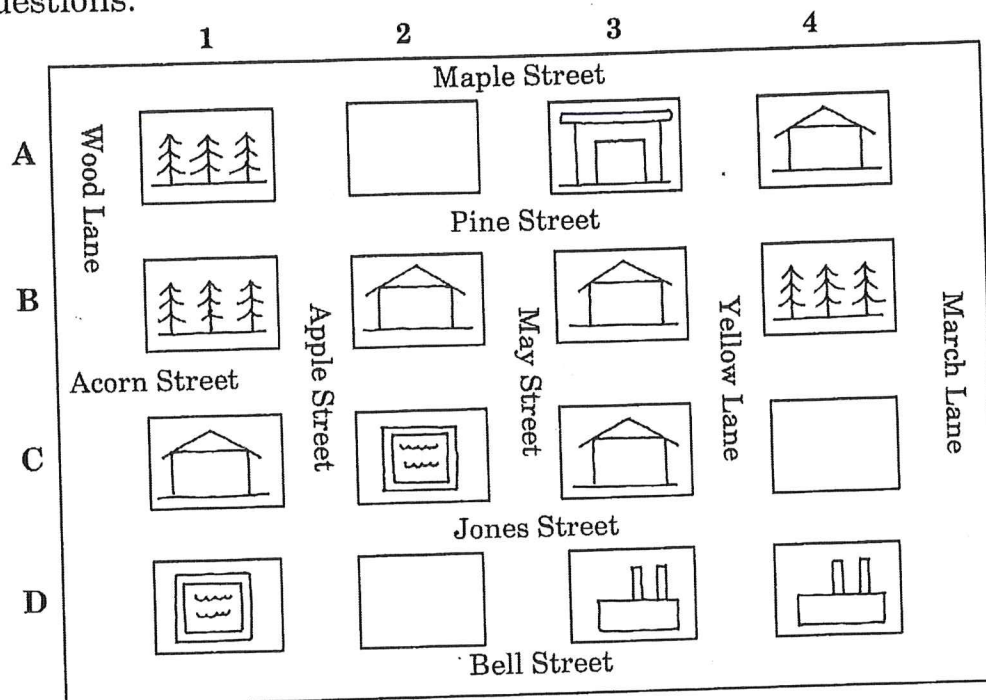 uestions.
1 2 3 4
Maple Street
A
Wood Lane
Pine Street
B
Apple Street
May Street
Yellow Lane
March Lane
Acorn Street
C
Jones Street
D
Bell Street